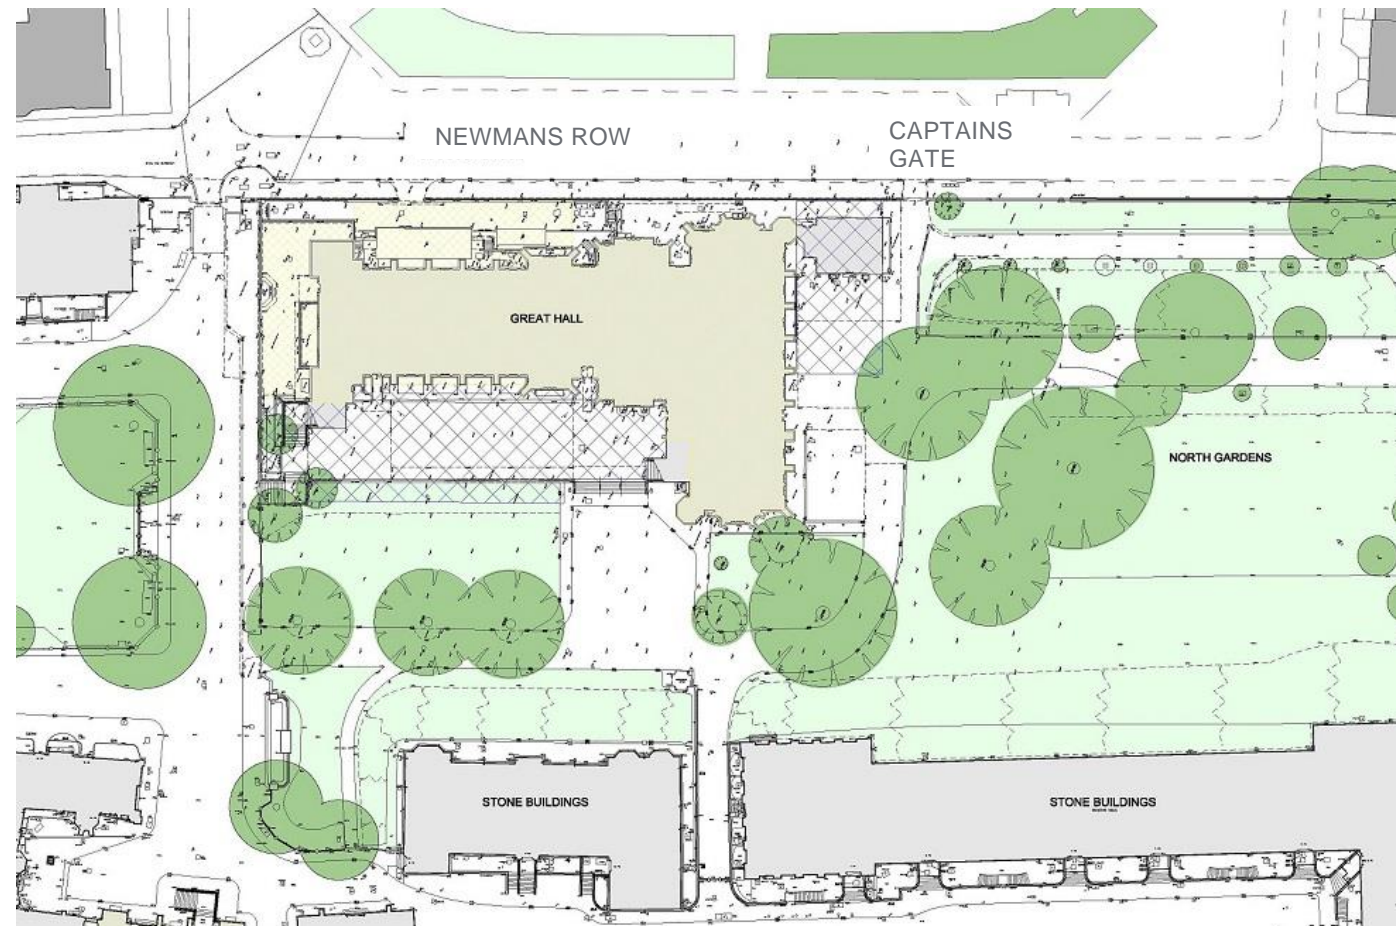 NEWMANS ROW
CAPTAINS
GATE
GREAT HALL
NORTH GARDENS
STONE BUILDINGS
STONE BUILDINGS